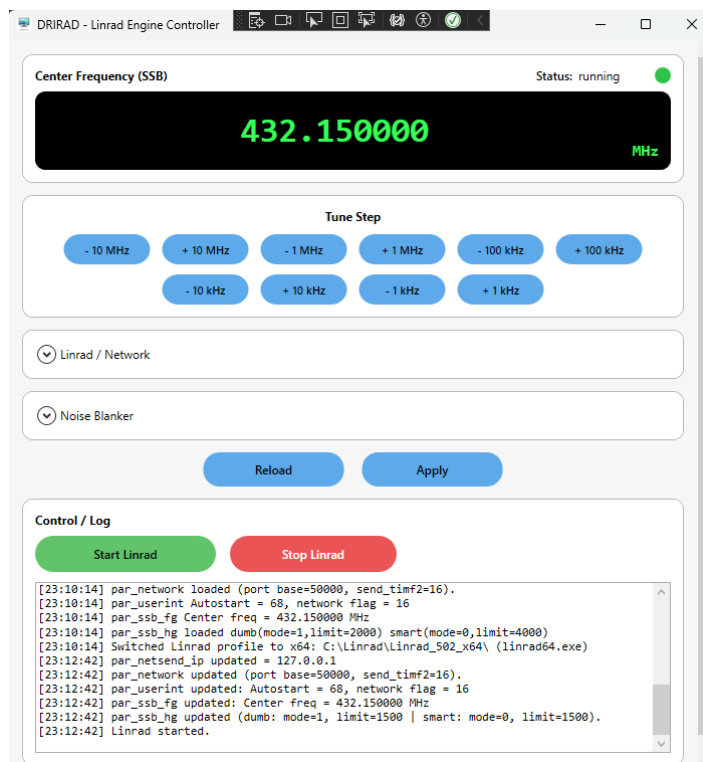 DRIRAD - Linrad Engine Controller
Center Frequency (SSB)
Status: running
432.150000
MHz
Tune Step
- 10 MHz
+ 10 MHz
- 1 MHz
+ 1 MHz
- 100 kHz
+ 100 kHz
- 10 kHz
+ 10 kHz
- 1 kHz
+ 1 kHz
Linrad / Network
Noise Blanker
Reload
Apply
Control / Log
Start Linrad
Stop Linrad
[23:10:14] par_network loaded (port base=50000, send_timf2=16).
[23:10:14] par_userint Autostart = 68, network flag = 16
[23:10:14] par_ssb_fg Center freq = 432.150000 MHz
[23:10:14] par_ssb_hg loaded dumb(mode=1,limit=2000) smart(mode=0,limit=4000)
[23:10:14] Switched Linrad profile to x64: C:\Linrad\Linrad_502_x64\ (linrad64.exe)
[23:12:42] par_netsend_ip updated = 127.0.0.1
[23:12:42] par_network updated (port base=50000, send_timf2=16).
[23:12:42] par_userint updated: Autostart = 68, network flag = 16
[23:12:42] par_ssb_fg updated: Center freq = 432.150000 MHz
[23:12:42] par_ssb_hg updated (dumb: mode=1, limit=1500 | smart: mode=0, limit=1500).
[23:12:42] Linrad started.